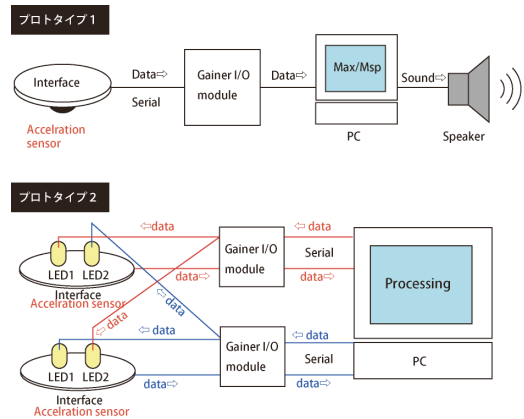 プロトタイプ1
Interface
Data⇨
Serial
Gainer I/O
module
Data⇨
Max/Msp
Sound⇨
Accelration
sensor
PC
Speaker
プロトタイプ2
⇦data
⇦ data
LED1 LED2
Interface
Accelration sensor
data⇨
Gainer I/O
module
Serial
data⇨
Processing
⇦ data
⇦ data
⇦ data
⇦ data
LED1 LED2
Interface
Accelration sensor
data⇨
Gainer I/O
module
Serial
data⇨
PC